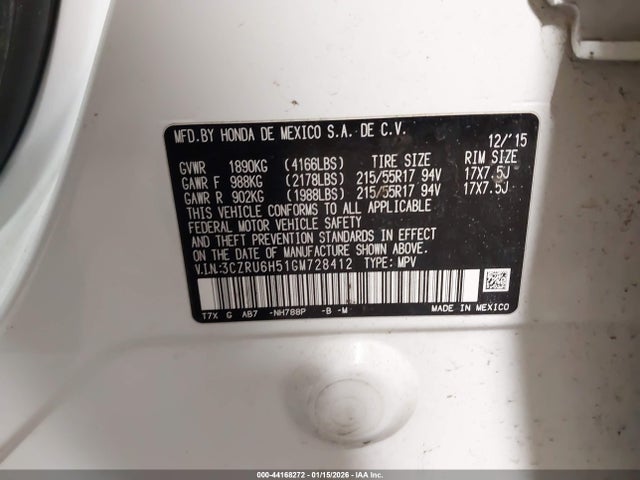 MFD.BY HONDA DE MEXICO S.A. DE C.V.
12/'15
GVWR 1890KG (4166LBS) TIRE SIZE RIM SIZE
GAWR F 988KG (2178LBS) 215/55R17 94V 17X7.5J
GAWR R 902KG (1988LBS) 215/55R17 94V 17X7.5J
THIS VEHICLE CONFORMS TO ALL APPLICABLE
FEDERAL MOTOR VEHICLE SAFETY, BUMPER,
AND THEFT PREVENTION STANDARDS IN EFFECT
ON THE DATE OF MANUFACTURE SHOWN ABOVE.
V.I.N.:3CZRU6H51GM728412 TYPE: MPV
T7X G AB7 -NH788P -B -M
MADE IN MEXICO
000-44168272 - 01/15/2026 - IAA Inc.